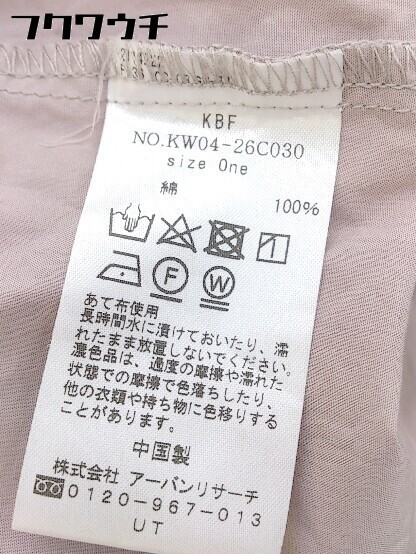 フクワウチ
KBF
NO.KW04-26C030
size One
綿 100%
F W
あて布使用
長時間水に漬けておいたり、濡
れたまま放置しないでください。
濃色品は、過度の摩擦や濡れた
状態での摩擦で色落ちしたり、
他の衣類や持ち物に色移りする
ことがあります。
中国製
株式会社 アーバンリサーチ
0120-967-013
UT